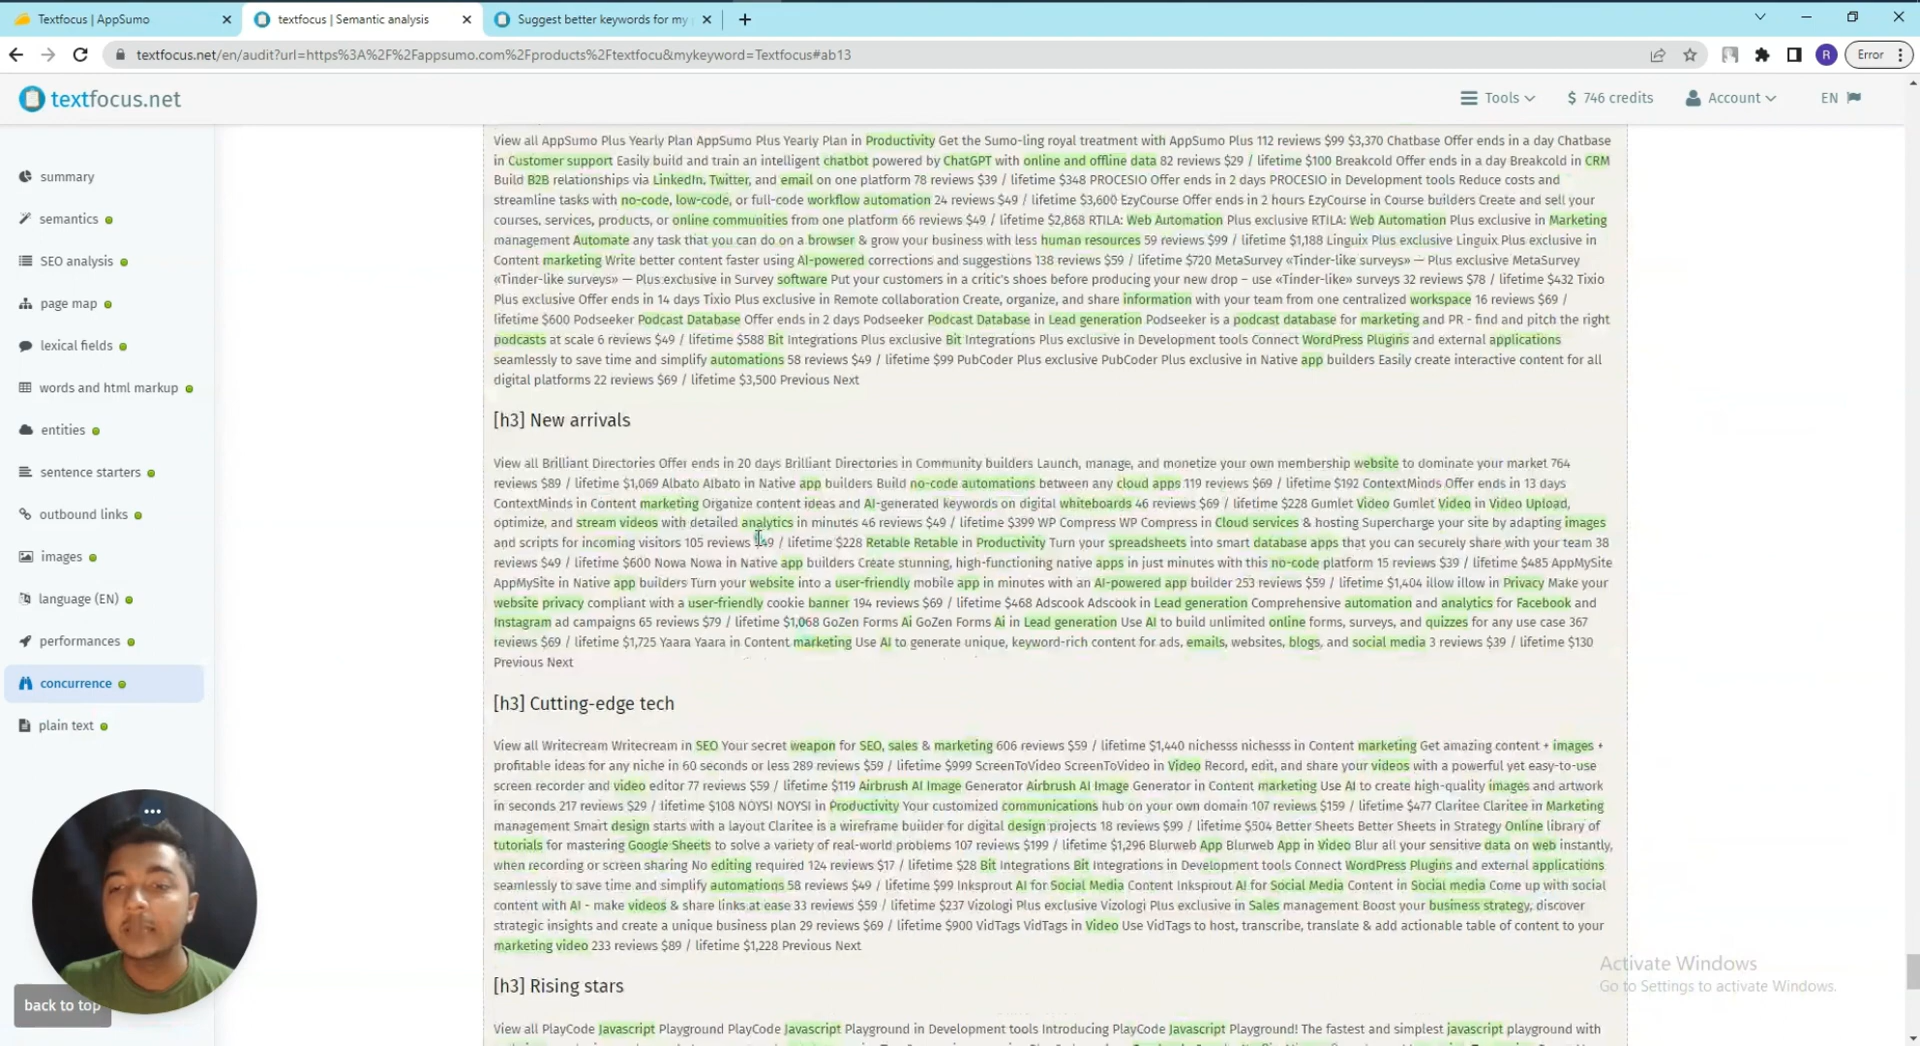 Textfocus | AppSumo
textfocus | Semantic analysis
Suggest better keywords for my
textfocus.net/en/audit?url=https%3A%2F%2Fappsumo.com%2Fproducts%2Ftextfocu&mykeyword=Textfocus#ab13
R
Error
textfocus.net
Tools
$ 746 credits
Account
EN
summary
semantics
SEO analysis
page map
lexical fields
words and html markup
entities
sentence starters
outbound links
images
language (EN)
performances
concurrence
plain text
back to top
View all AppSumo Plus Yearly Plan AppSumo Plus Yearly Plan in Productivity Get the Sumo-ling royal treatment with AppSumo Plus 112 reviews $99 $3,370 Chatbase Offer ends in a day Chatbase
in Customer support Easily build and train an intelligent chatbot powered by ChatGPT with online and offline data 82 reviews $29 / lifetime $100 Breakcold Offer ends in a day Breakcold in CRM
Build B2B relationships via LinkedIn, Twitter, and email on one platform 78 reviews $39 / lifetime $348 PROCESIO Offer ends in 2 days PROCESIO in Development tools Reduce costs and
streamline tasks with no-code, low-code, or full-code workflow automation 24 reviews $49 / lifetime $3,600 EzyCourse Offer ends in 2 hours EzyCourse in Course builders Create and sell your
courses, services, products, or online communities from one platform 66 reviews $49 / lifetime $2,868 RTILA: Web Automation Plus exclusive RTILA: Web Automation Plus exclusive in Marketing
management Automate any task that you can do on a browser & grow your business with less human resources 59 reviews $99 / lifetime $1,188 Linguix Plus exclusive Linguix Plus exclusive in
Content marketing Write better content faster using AI-powered corrections and suggestions 138 reviews $59 / lifetime $720 MetaSurvey «Tinder-like surveys» — Plus exclusive MetaSurvey
«Tinder-like surveys» — Plus exclusive in Survey software Put your customers in a critic's shoes before producing your new drop – use «Tinder-like» surveys 32 reviews $78 / lifetime $432 Tixio
Plus exclusive Offer ends in 14 days Tixio Plus exclusive in Remote collaboration Create, organize, and share information with your team from one centralized workspace 16 reviews $69 /
lifetime $600 Podseeker Podcast Database Offer ends in 2 days Podseeker Podcast Database in Lead generation Podseeker is a podcast database for marketing and PR - find and pitch the right
podcasts at scale 6 reviews $49 / lifetime $588 Bit Integrations Plus exclusive Bit Integrations Plus exclusive in Development tools Connect WordPress Plugins and external applications
seamlessly to save time and simplify automations 58 reviews $49 / lifetime $99 PubCoder Plus exclusive PubCoder Plus exclusive in Native app builders Easily create interactive content for all
digital platforms 22 reviews $69 / lifetime $3,500 Previous Next
[h3] New arrivals
View all Brilliant Directories Offer ends in 20 days Brilliant Directories in Community builders Launch, manage, and monetize your own membership website to dominate your market 764
reviews $89 / lifetime $1,069 Albato Albato in Native app builders Build no-code automations between any cloud apps 119 reviews $69 / lifetime $192 ContextMinds Offer ends in 13 days
ContextMinds in Content marketing Organize content ideas and AI-generated keywords on digital whiteboards 46 reviews $69 / lifetime $228 Gumlet Video Gumlet Video in Video Upload,
optimize, and stream videos with detailed analytics in minutes 46 reviews $49 / lifetime $399 WP Compress WP Compress in Cloud services & hosting Supercharge your site by adapting images
and scripts for incoming visitors 105 reviews $49 / lifetime $228 Retable Retable in Productivity Turn your spreadsheets into smart database apps that you can securely share with your team 38
reviews $49 / lifetime $600 Nowa Nowa in Native app builders Create stunning, high-functioning native apps in just minutes with this no-code platform 15 reviews $39 / lifetime $485 AppMySite
AppMySite in Native app builders Turn your website into a user-friendly mobile app in minutes with an AI-powered app builder 253 reviews $59 / lifetime $1,404 illow illow in Privacy Make your
website privacy compliant with a user-friendly cookie banner 194 reviews $69 / lifetime $468 Adscook Adscook in Lead generation Comprehensive automation and analytics for Facebook and
Instagram ad campaigns 65 reviews $79 / lifetime $1,068 GoZen Forms Ai GoZen Forms Ai in Lead generation Use AI to build unlimited online forms, surveys, and quizzes for any use case 367
reviews $69 / lifetime $1,725 Yaara Yaara in Content marketing Use AI to generate unique, keyword-rich content for ads, emails, websites, blogs, and social media 3 reviews $39 / lifetime $130
Previous Next
[h3] Cutting-edge tech
View all Writecream Writecream in SEO Your secret weapon for SEO, sales & marketing 606 reviews $59 / lifetime $1,440 nichesss nichesss in Content marketing Get amazing content + images +
profitable ideas for any niche in 60 seconds or less 289 reviews $59 / lifetime $999 ScreenToVideo ScreenToVideo in Video Record, edit, and share your videos with a powerful yet easy-to-use
screen recorder and video editor 77 reviews $59 / lifetime $119 Airbrush AI Image Generator Airbrush AI Image Generator in Content marketing Use AI to create high-quality images and artwork
in seconds 217 reviews $29 / lifetime $108 NOYSI NOYSI in Productivity Your customized communications hub on your own domain 107 reviews $159 / lifetime $477 Claritee Claritee in Marketing
management Smart design starts with a layout Claritee is a wireframe builder for digital design projects 18 reviews $99 / lifetime $504 Better Sheets Better Sheets in Strategy Online library of
tutorials for mastering Google Sheets to solve a variety of real-world problems 107 reviews $199 / lifetime $1,296 Blurweb App Blurweb App in Video Blur all your sensitive data on web instantly,
when recording or screen sharing No editing required 124 reviews $17 / lifetime $28 Bit Integrations Bit Integrations in Development tools Connect WordPress Plugins and external applications
seamlessly to save time and simplify automations 58 reviews $49 / lifetime $99 Inksprout AI for Social Media Content Inksprout AI for Social Media Content in Social media Come up with social
content with AI - make videos & share links at ease 33 reviews $59 / lifetime $237 Vizologi Plus exclusive Vizologi Plus exclusive in Sales management Boost your business strategy, discover
strategic insights and create a unique business plan 29 reviews $69 / lifetime $900 VidTags VidTags in Video Use VidTags to host, transcribe, translate & add actionable table of content to your
marketing video 233 reviews $89 / lifetime $1,228 Previous Next
[h3] Rising stars
View all PlayCode Javascript Playground PlayCode Javascript Playground in Development tools Introducing PlayCode Javascript Playground! The fastest and simplest javascript playground with
Activate Windows
Go to Settings to activate Windows.